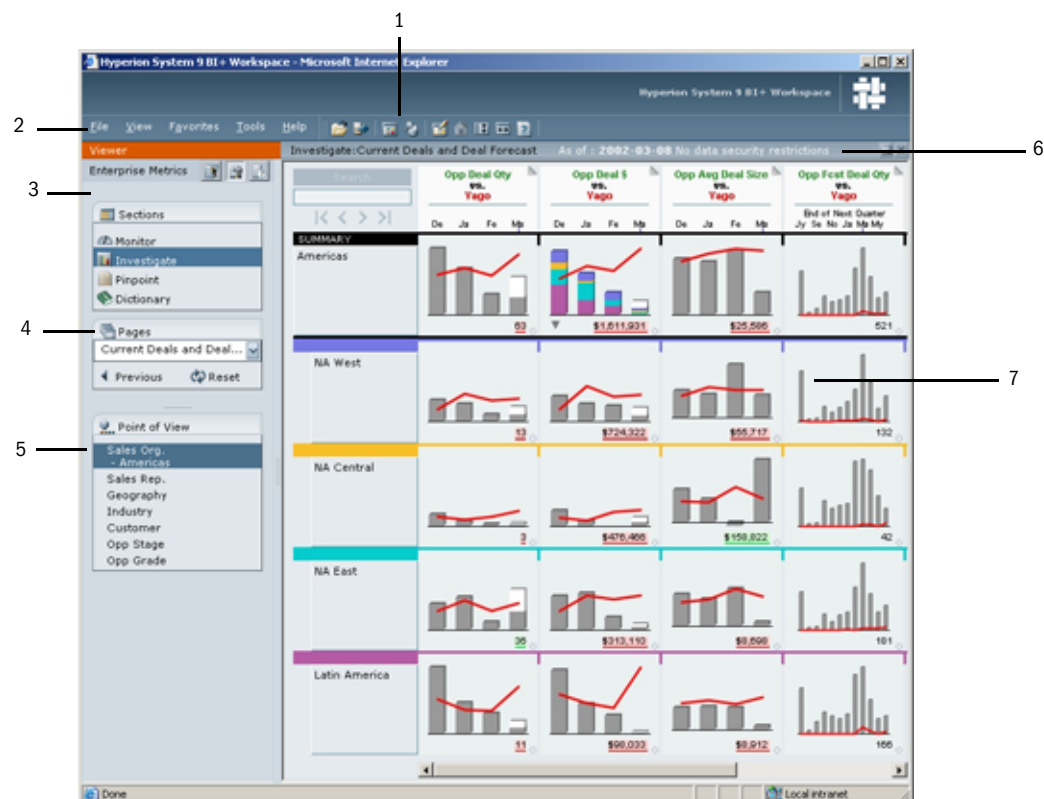 1
Hyperion System 9 BI+ Workspace - Microsoft Internet Explorer
Hyperion System 9 BI+ Workspace
2
File View Favorites Tools Help
Viewer
Investigate:Current Deals and Deal Forecast As of : 2002-03-08 No data security restrictions
6
Enterprise Metrics
3
Sections
Monitor
Investigate
Pinpoint
Dictionary
4
Pages
Current Deals and Deal...
Previous Reset
5
Point of View
Sales Org.
- Americas
Sales Rep.
Geography
Industry
Customer
Opp Stage
Opp Grade
Search
Opp Deal Qty
vs.
Yago
De Ja Fe Ma
Opp Deal $
vs.
Yago
De Ja Fe Ma
Opp Avg Deal Size
vs.
Yago
De Ja Fe Ma
Opp Fcst Deal Qty
vs.
Yago
End of Next Quarter
Jy Se No Ja Ma My
SUMMARY
Americas
63 $1,611,931 $25,586 521
NA West
13 $724,322 $55,717 132
7
NA Central
3 $476,466 $158,822 42
NA East
36 $313,110 $8,698 181
Latin America
11 $98,033 $8,912 166
Done Local intranet